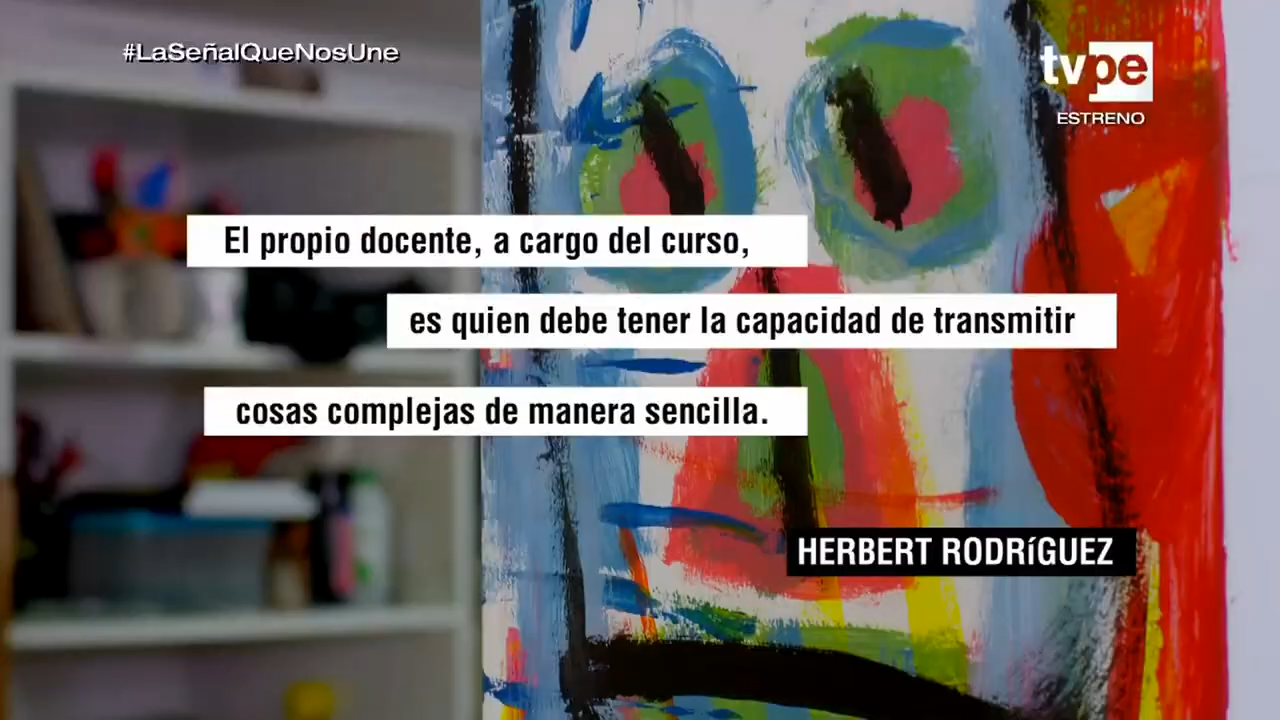 #LaSeñalQueNosUne
tvpe
ESTRENO
El propio docente, a cargo del curso,
es quien debe tener la capacidad de transmitir
cosas complejas de manera sencilla.
HERBERT RODRíGUEZ